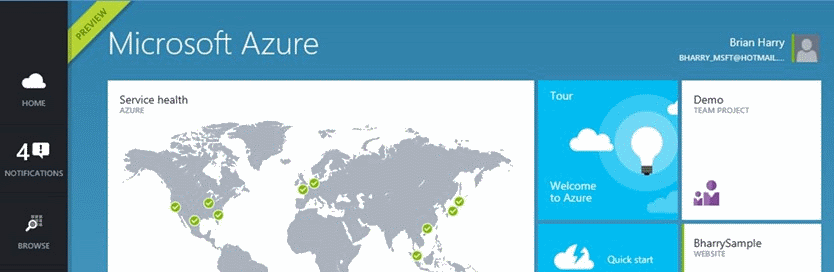 PREVIEW
Microsoft Azure
Brian Harry
BHARRY_MSFT@HOTMAIL....
HOME
4
NOTIFICATIONS
BROWSE
Service health
AZURE
Tour
Welcome
to Azure
Demo
TEAM PROJECT
Quick start
BharrySample
WEBSITE